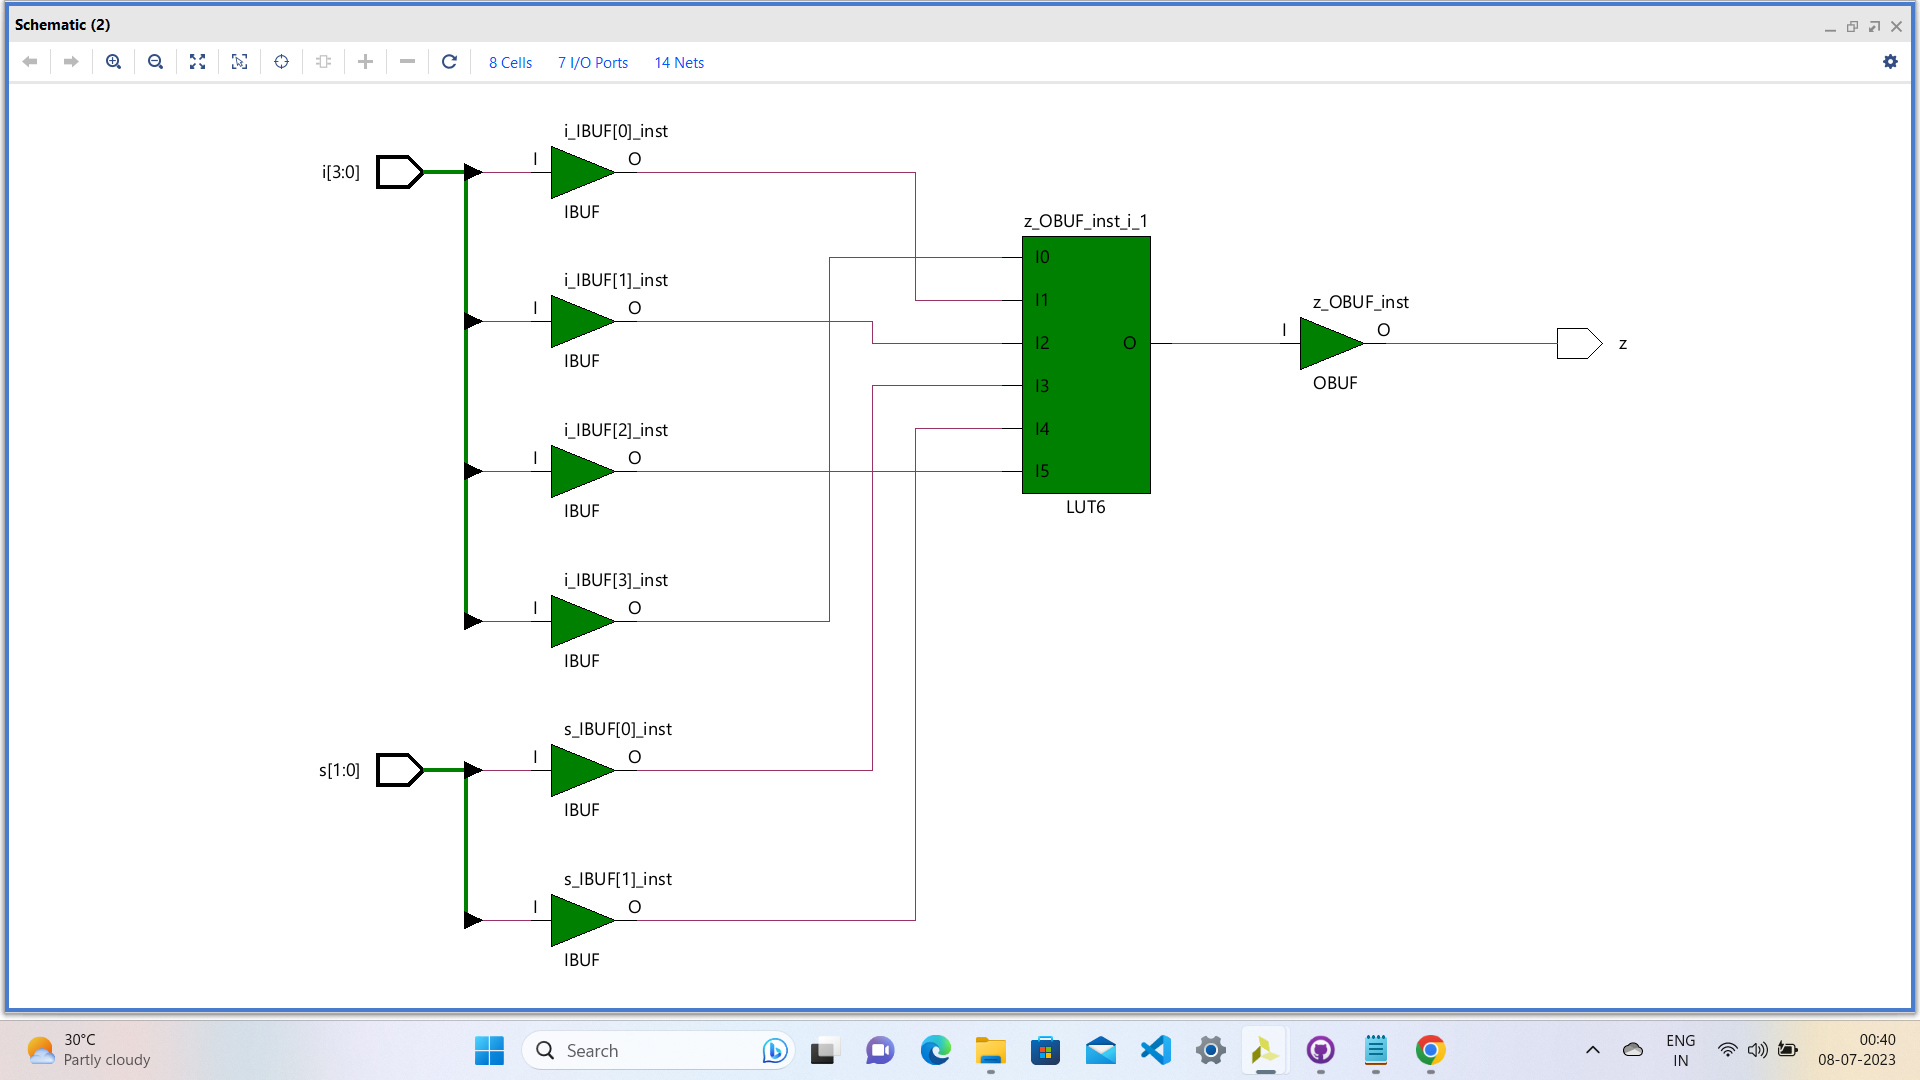 Schematic (2)
8 Cells 7 I/O Ports 14 Nets
i_IBUF[0]_inst
i[3:0]
I O
IBUF
z_OBUF_inst_i_1
I0
I1
I2
I3
I4
I5
O
LUT6
i_IBUF[1]_inst
I O
IBUF
z_OBUF_inst
I O
z
OBUF
i_IBUF[2]_inst
I O
IBUF
i_IBUF[3]_inst
I O
IBUF
s_IBUF[0]_inst
s[1:0]
I O
IBUF
s_IBUF[1]_inst
I O
IBUF
30°C
Partly cloudy
Search
ENG
IN
00:40
08-07-2023